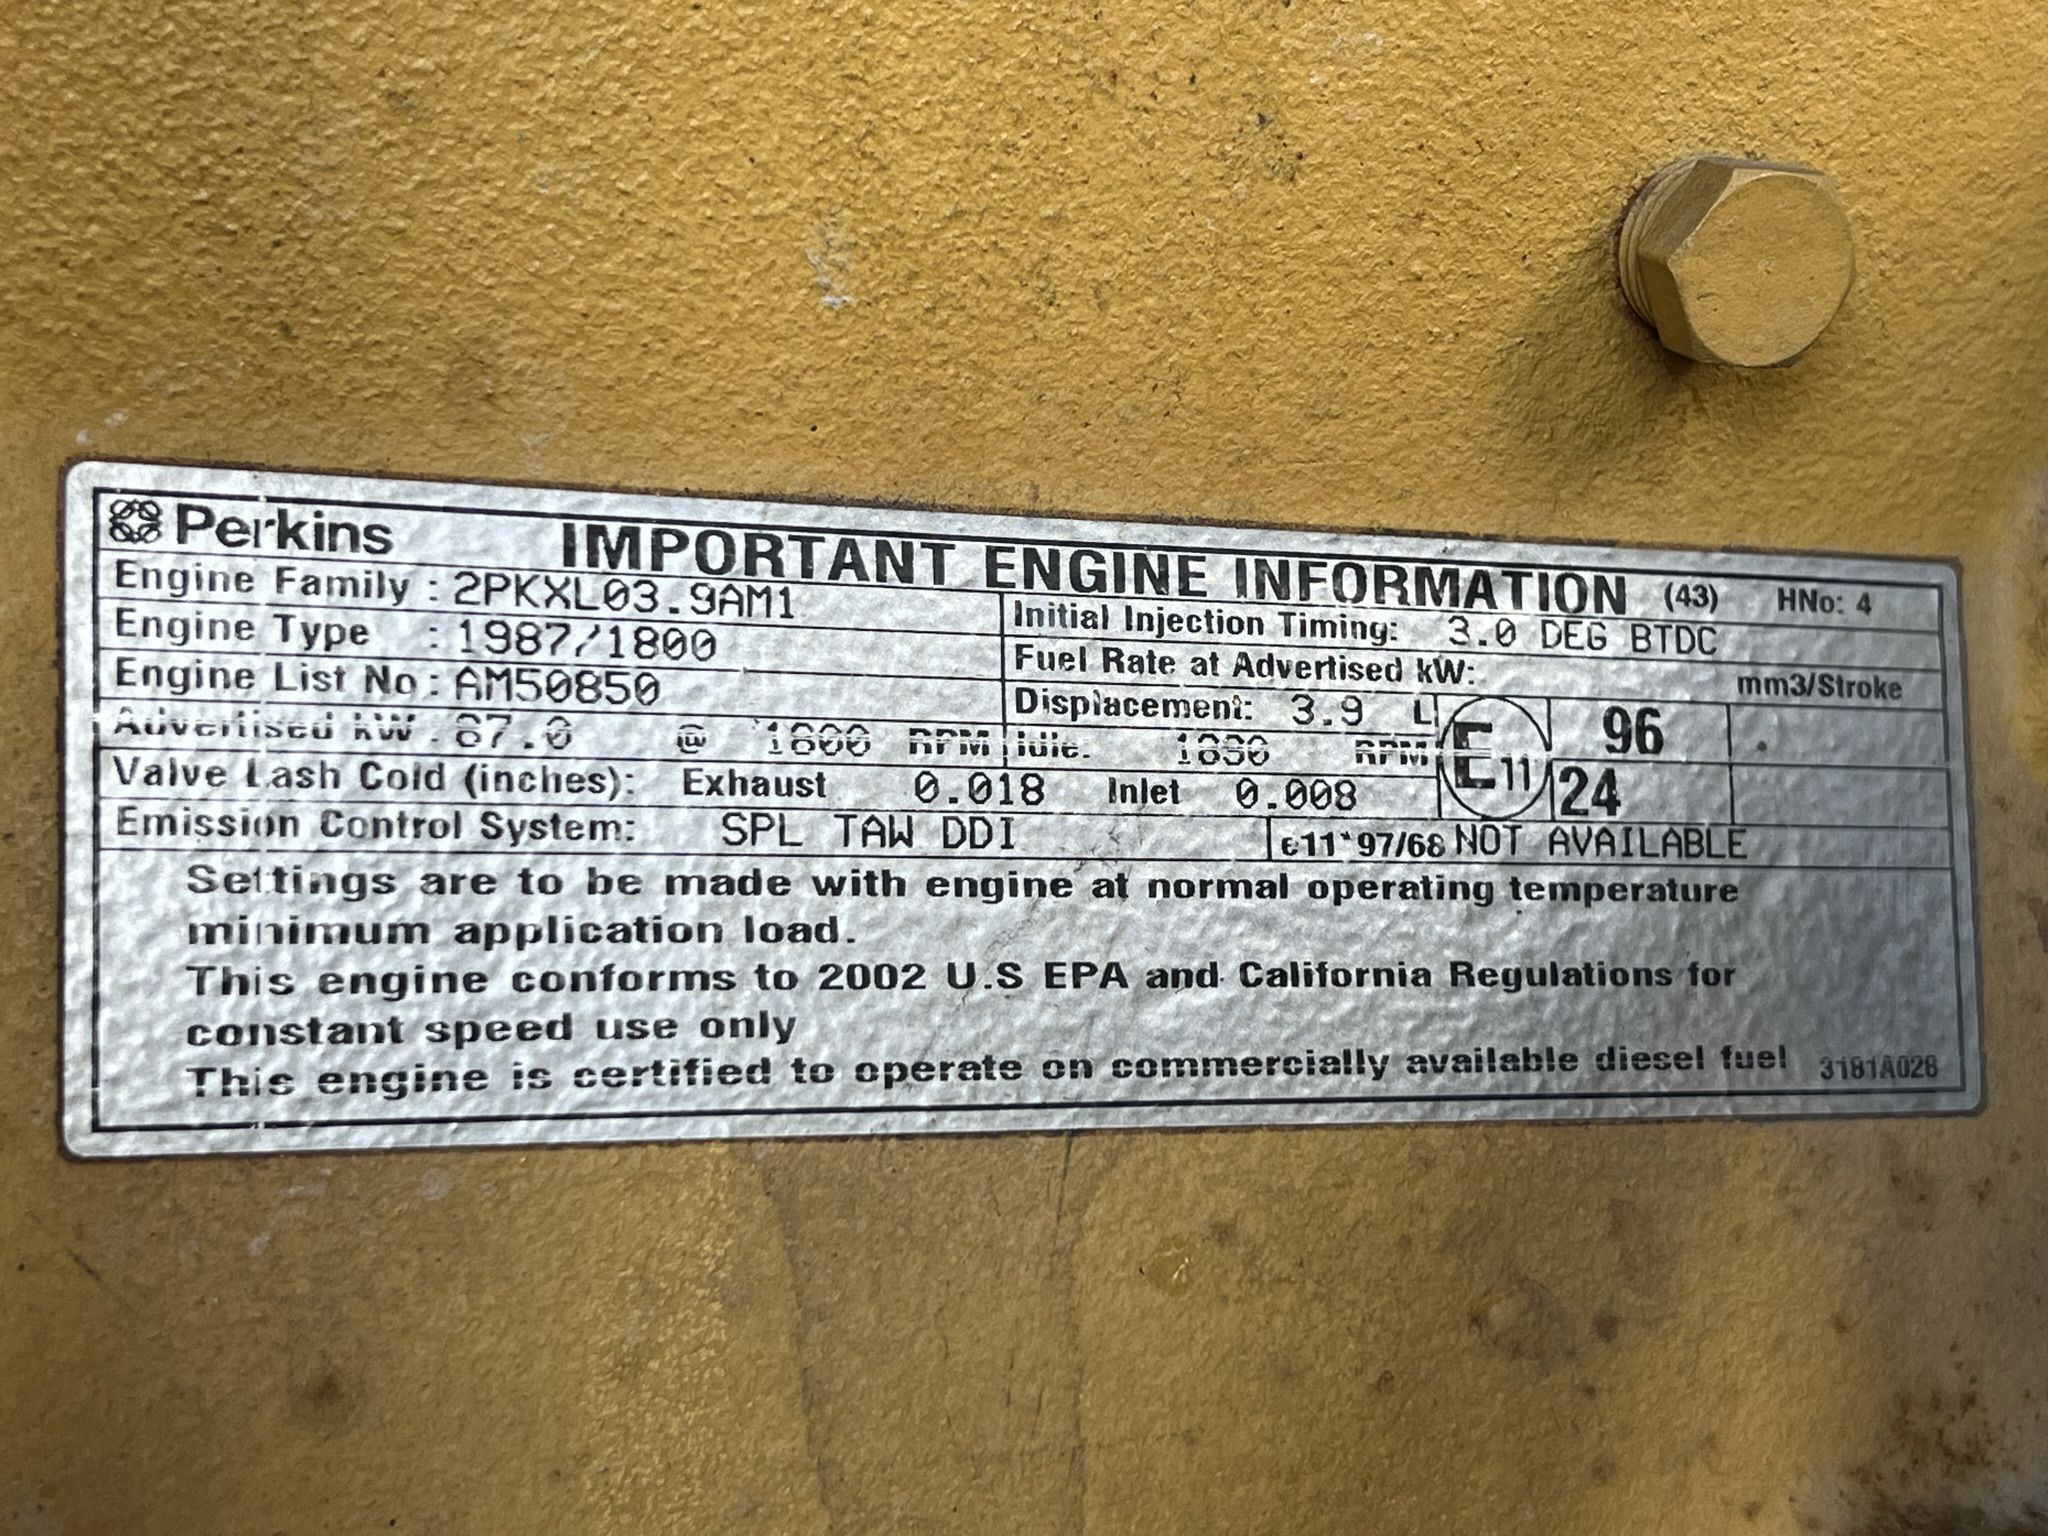 Perkins IMPORTANT ENGINE INFORMATION (43) HNo: 4
Engine Family : 2PKXL03.9AM1
Initial Injection Timing: 3.0 DEG BTDC
Engine Type : 1987/1800
Fuel Rate at Advertised kW: mm3/Stroke
Engine List No: AM50850
Displacement: 3.9 L
E11 96
24
Advertised kW: @ 1800 RPM Idle: RPM
Valve Lash Cold (inches): Exhaust 0.018 Inlet 0.008
Emission Control System: SPL TAW DDI
e11*97/68 NOT AVAILABLE
Settings are to be made with engine at normal operating temperature
minimum application load.
This engine conforms to 2002 U.S EPA and California Regulations for
constant speed use only
This engine is certified to operate on commercially available diesel fuel 3181A028